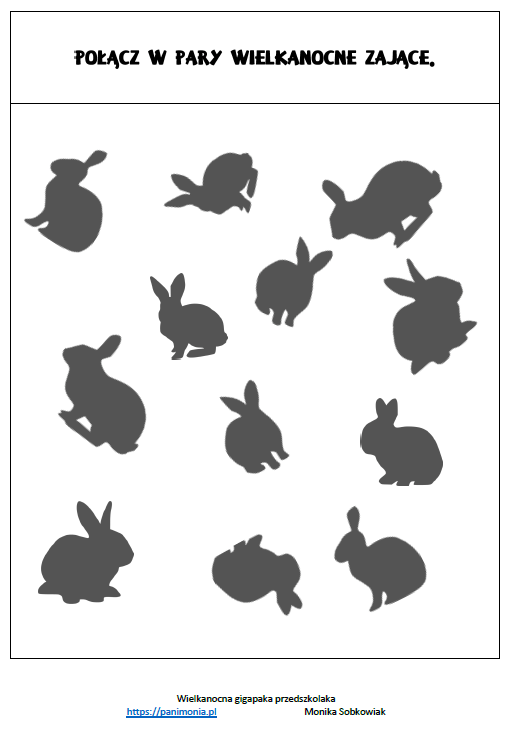 POŁĄCZ W PARY WIELKANOCNE ZAJĄCE.
Wielkanocna gigapaka przedszkolaka
https://panimonia.pl Monika Sobkowiak